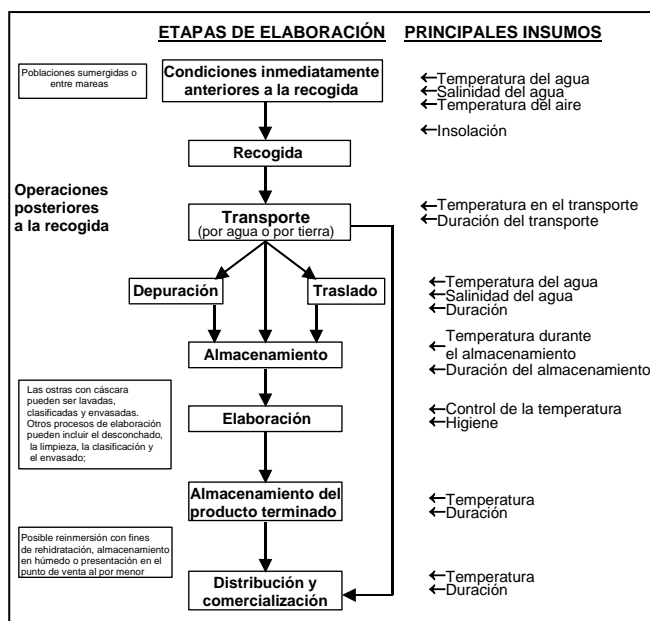 ETAPAS DE ELABORACIÓN
PRINCIPALES INSUMOS
Poblaciones sumergidas o
entre mareas
Condiciones inmediatamente
anteriores a la recogida
←Temperatura del agua
←Salinidad del agua
←Temperatura del aire
←Insolación
Recogida
Operaciones
posteriores
a la recogida
Transporte
(por agua o por tierra)
←Temperatura en el transporte
←Duración del transporte
Depuración
Traslado
←Temperatura del agua
←Salinidad del agua
←Duración
Almacenamiento
←Temperatura durante
el almacenamiento
←Duración del almacenamiento
Las ostras con cáscara
pueden ser lavadas,
clasificadas y envasadas.
Otros procesos de elaboración
pueden incluir el desconchado,
la limpieza, la clasificación y
el envasado;
Elaboración
←Control de la temperatura
←Higiene
Almacenamiento del
producto terminado
←Temperatura
←Duración
Posible reinmersión con fines
de rehidratación, almacenamiento
en húmedo o presentación en el
punto de venta al por menor
Distribución y
comercialización
←Temperatura
←Duración